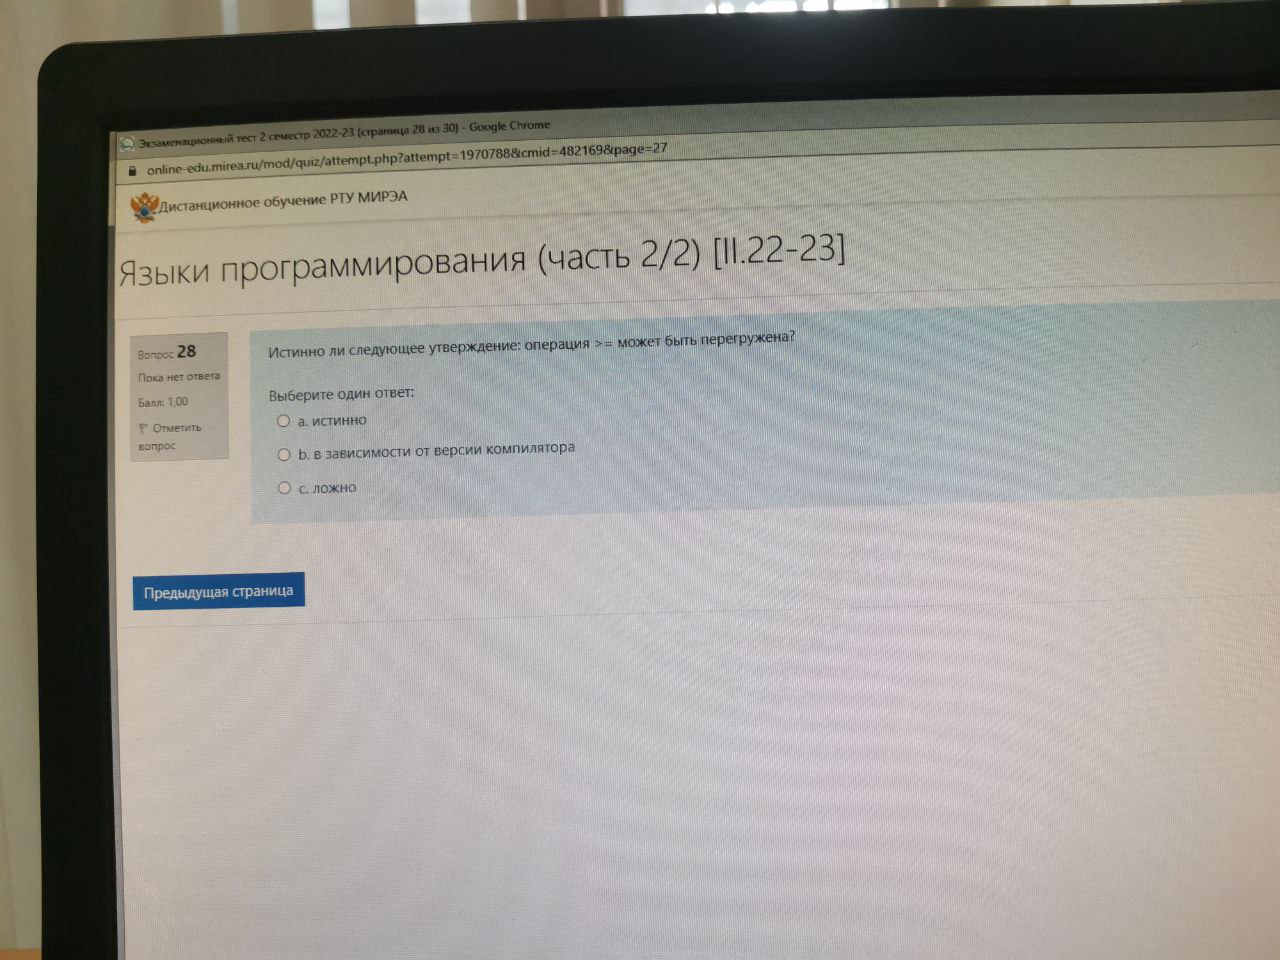 Экзаменационный тест 2 семестр 2022-23 (страница 28 из 30) - Google Chrome
online-edu.mirea.ru/mod/quiz/attempt.php?attempt=1970788&cmid=482169&page=27
Дистанционное обучение РТУ МИРЭА
Языки программирования (часть 2/2) [II.22-23]
Вопрос 28
Пока нет ответа
Балл: 1,00
Отметить
вопрос
Истинно ли следующее утверждение: операция >= может быть перегружена?
Выберите один ответ:
a. истинно
b. в зависимости от версии компилятора
c. ложно
Предыдущая страница